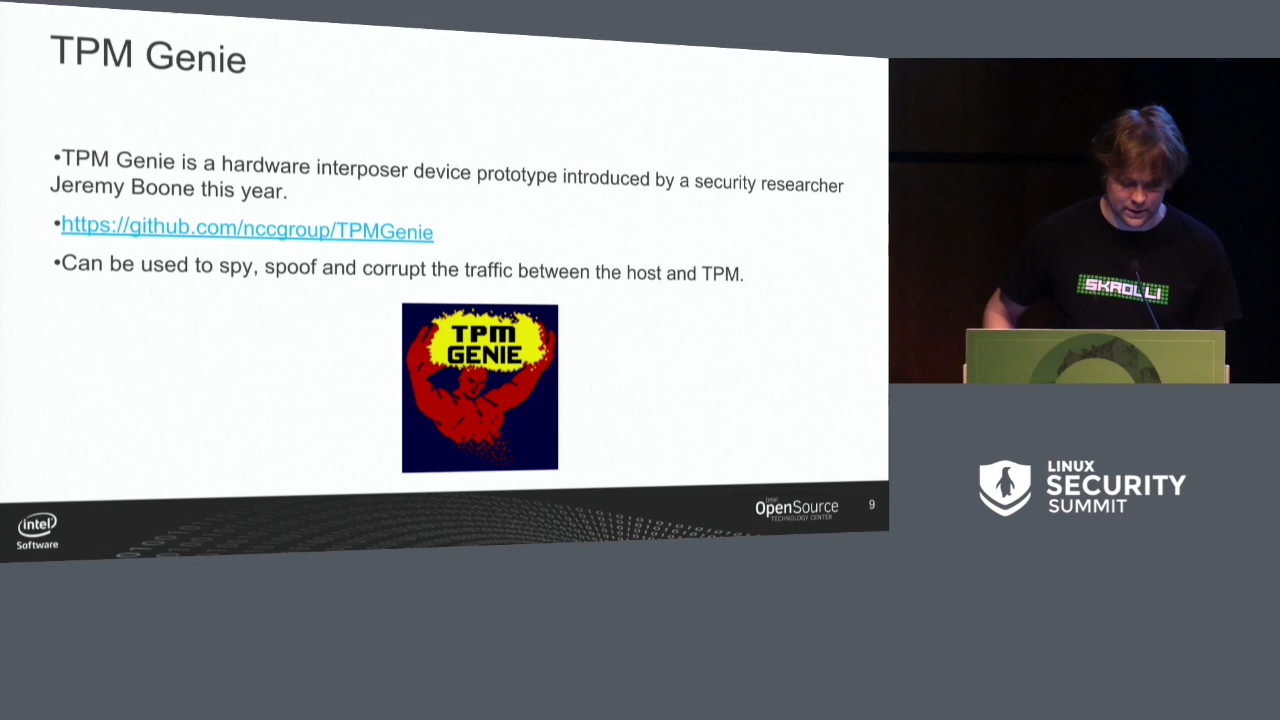 TPM Genie
•TPM Genie is a hardware interposer device prototype introduced by a security researcher
Jeremy Boone this year.
•https://github.com/nccgroup/TPMGenie
•Can be used to spy, spoof and corrupt the traffic between the host and TPM.
TPM
GENIE
intel
Software
Intel
OpenSource
TECHNOLOGY CENTER
9
SKROLLI
LINUX
SECURITY
SUMMIT